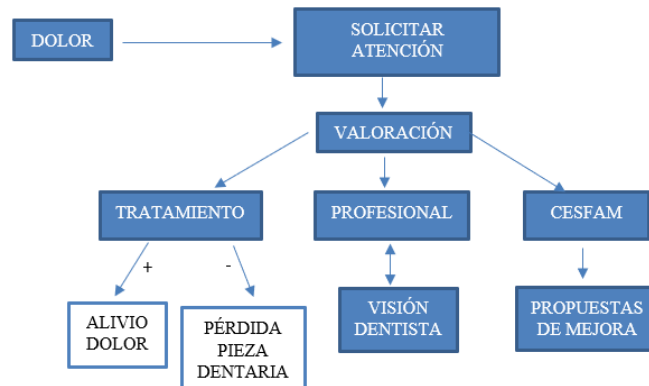 DOLOR
SOLICITAR
ATENCIÓN
VALORACIÓN
TRATAMIENTO
PROFESIONAL
CESFAM
+
-
ALIVIO
DOLOR
PÉRDIDA
PIEZA
DENTARIA
VISIÓN
DENTISTA
PROPUESTAS
DE MEJORA